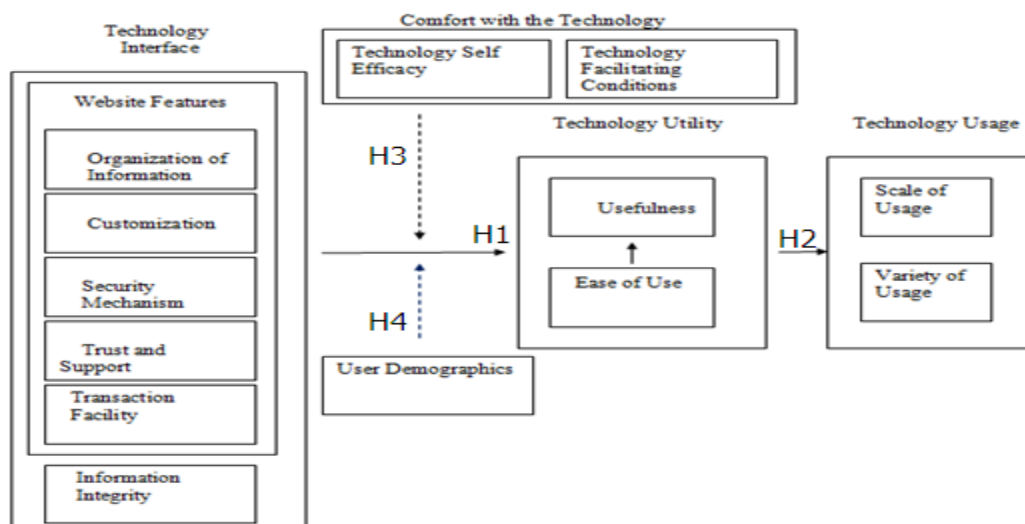 Technology
Interface
Website Features
Organization of
Information
Customization
Security
Mechanism
Trust and
Support
Transaction
Facility
Information
Integrity
Comfort with the Technology
Technology Self
Efficacy
Technology
Facilitating
Conditions
H3
H1
H4
User Demographics
Technology Utility
Usefulness
Ease of Use
H2
Technology Usage
Scale of
Usage
Variety of
Usage